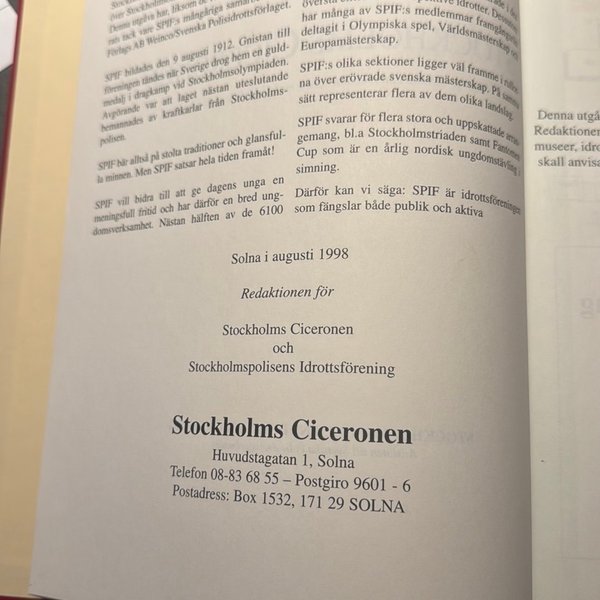 över Stockholm
Denna utgåva har, liksom de
rats tack vare SPIF:s mångåriga samarb
Förlags AB Weinco/Svenska Polisidrottsförlaget.
SPIF bildades den 9 augusti 1912. Gnistan till
föreningen tändes när Sverige drog hem en guld-
medalj i dragkamp vid Stockholmsolympiaden.
Avgörande var att laget nästan uteslutande
bemannades av kraftkarlar från Stockholms-
polisen.
SPIF bär alltså på stolta traditioner och glansful-
la minnen. Men SPIF satsar hela tiden framåt!
SPIF vill bidra till att ge dagens unga en
meningsfull fritid och har därför en bred ung-
domsverksamhet. Nästan hälften av de 6100
har många av SPIF:s medlemmar framgångsrikt
deltagit i Olympiska spel, Världsmästerskap och
Europamästerskap.
SPIF:s olika sektioner ligger väl framme i
na över erövrade svenska mästerskap. På samma
sätt representerar flera av dem olika landslag.
SPIF svarar för flera stora och uppskattade arran-
gemang, bl.a Stockholmstriaden samt Fantomen
Cup som är en årlig nordisk ungdomstävling i
simning.
Därför kan vi säga: SPIF är idrottsföreningen
som fängslar både publik och aktiva
Solna i augusti 1998
Redaktionen för
Stockholms Ciceronen
och
Stockholmspolisens Idrottsförening
Stockholms Ciceronen
Huvudstagatan 1, Solna
Telefon 08-83 68 55 – Postgiro 9601 - 6
Postadress: Box 1532, 171 29 SOLNA
Denna utgå
Redaktionen
museer, idro
skall anvisa